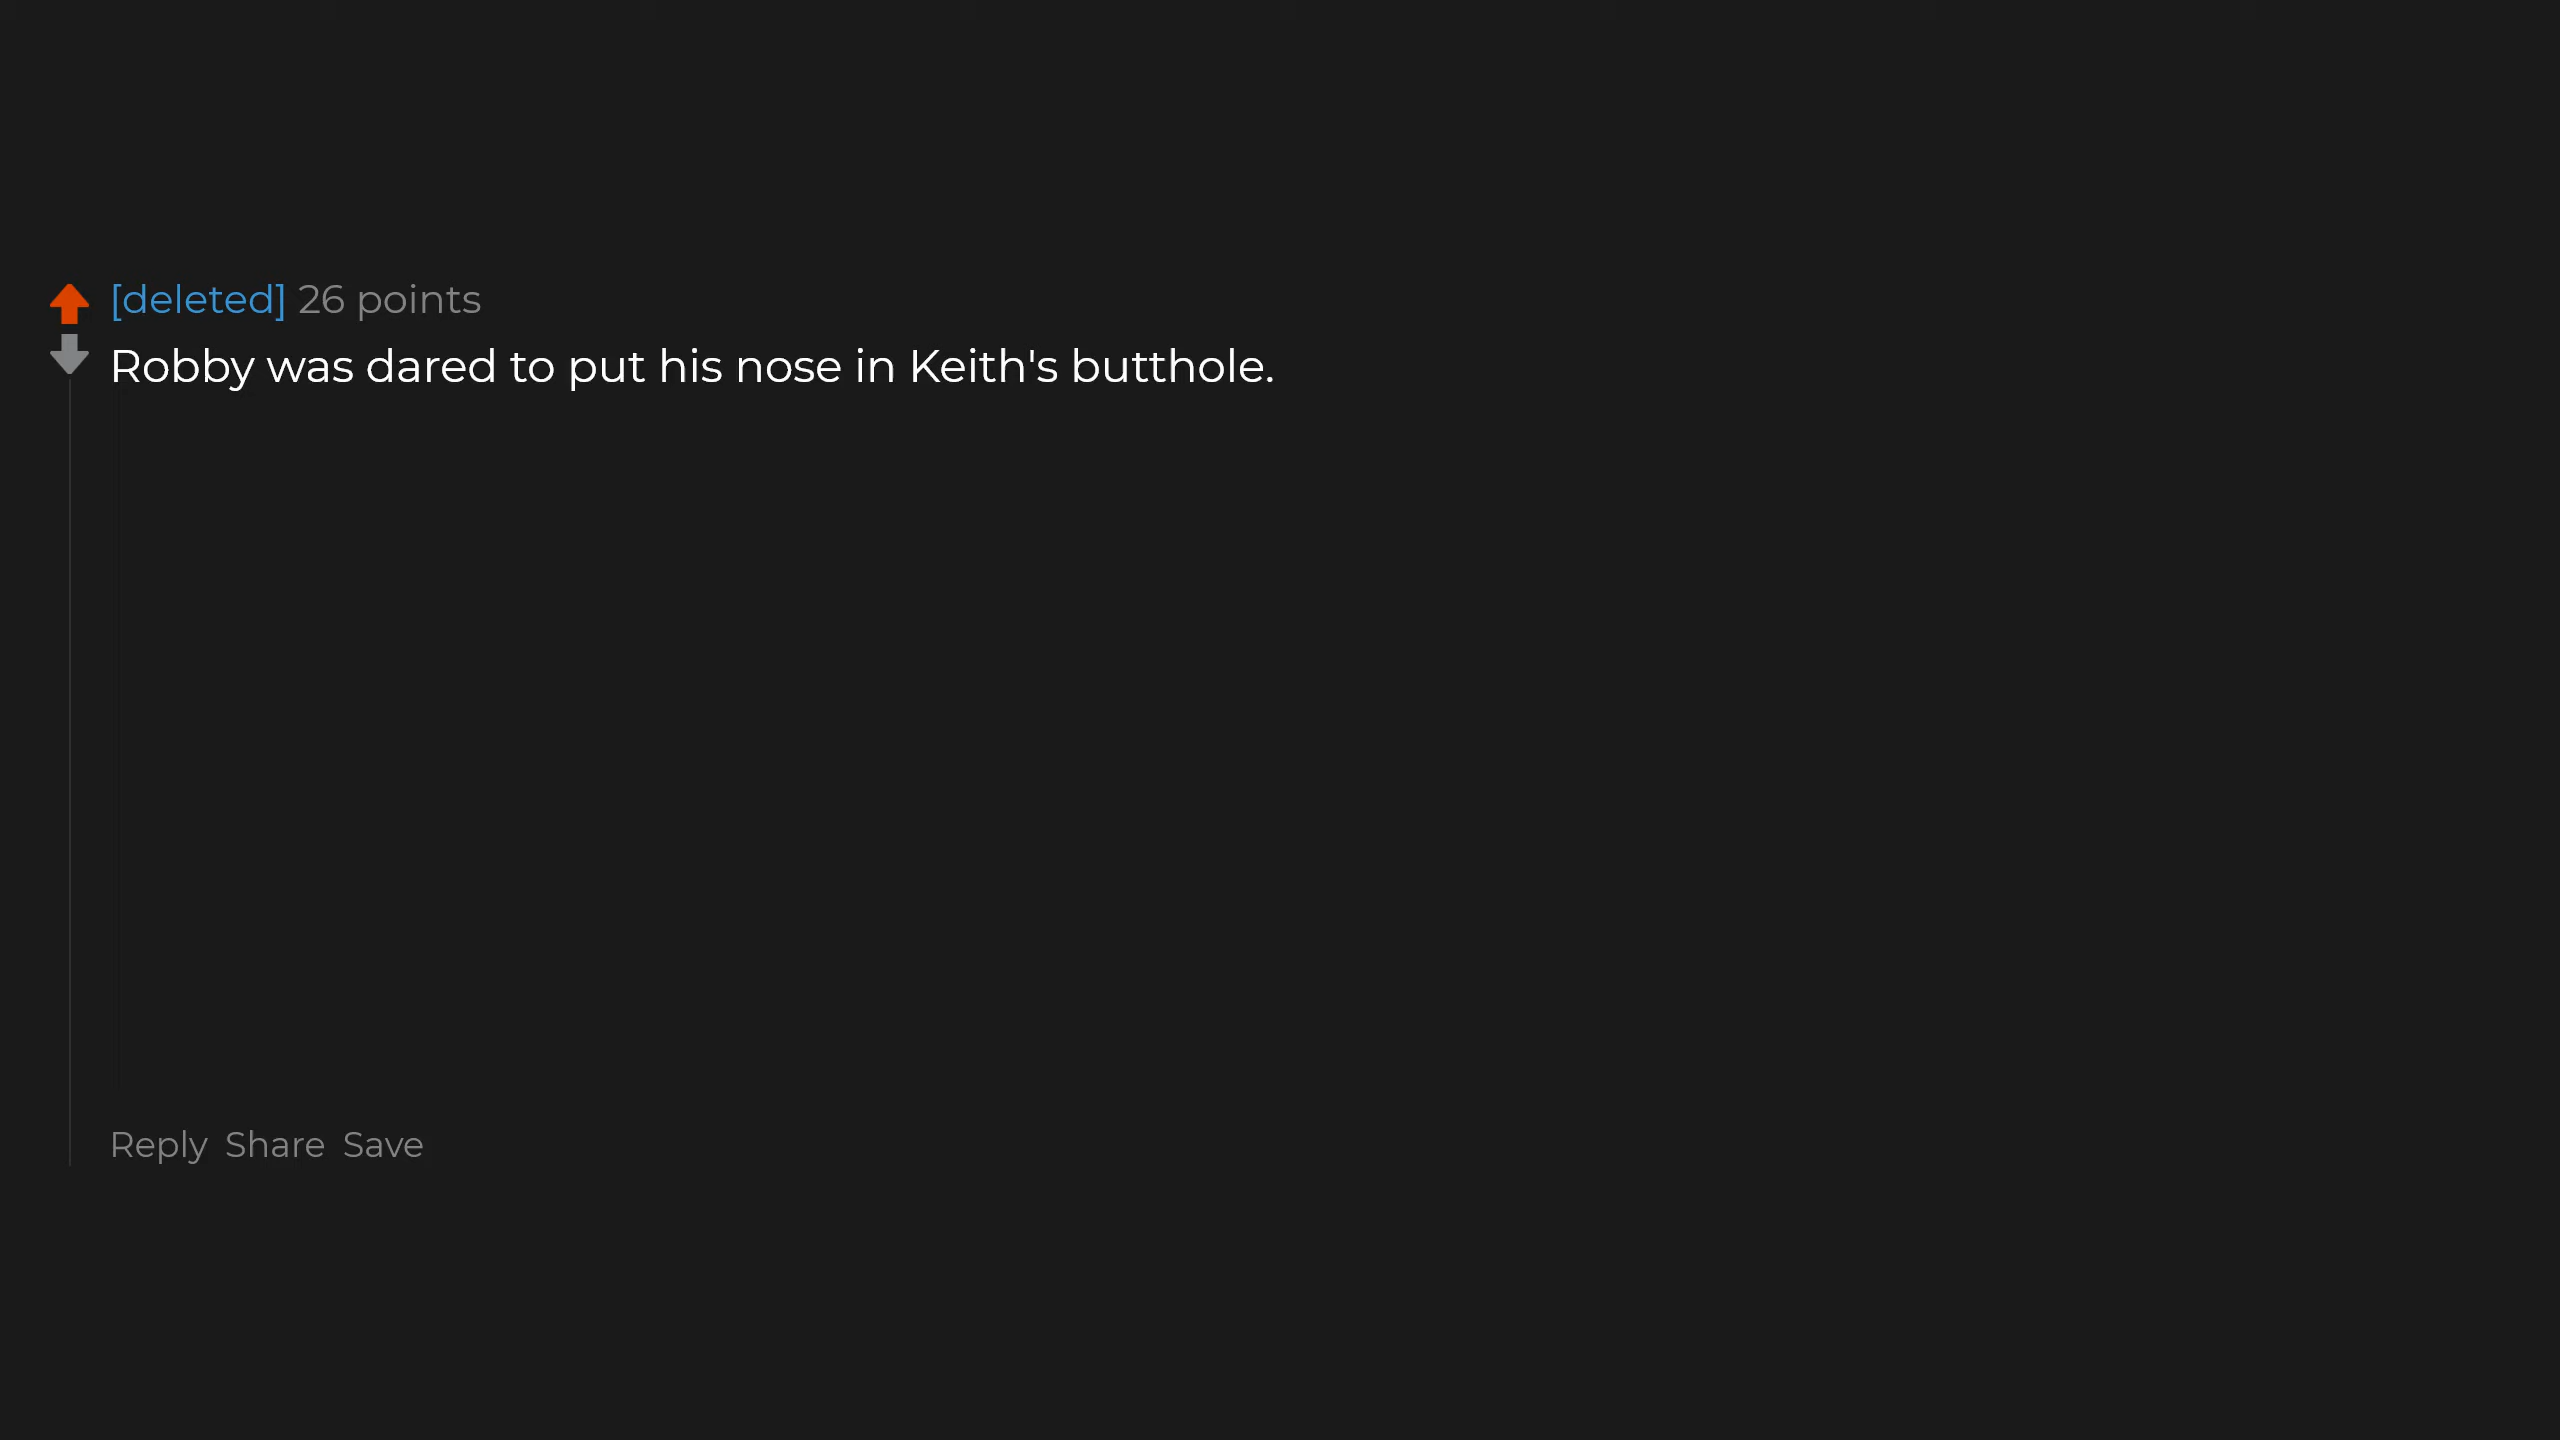 [deleted] 26 points
Robby was dared to put his nose in Keith's butthole.
Reply Share Save